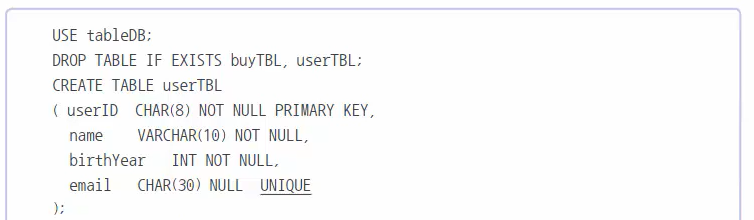 USE tableDB;
DROP TABLE IF EXISTS buyTBL, userTBL;
CREATE TABLE userTBL
( userID  CHAR(8) NOT NULL PRIMARY KEY,
  name    VARCHAR(10) NOT NULL,
  birthYear   INT NOT NULL,
  email   CHAR(30) NULL  UNIQUE
);